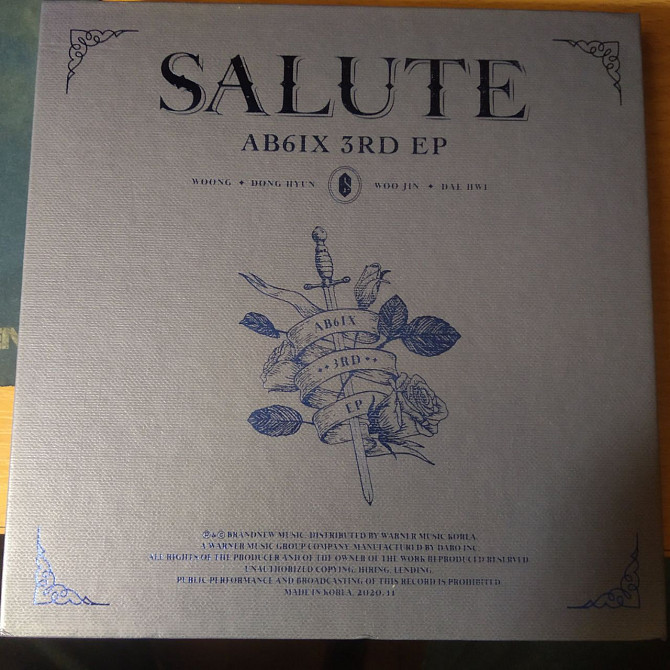 SALUTE
AB6IX 3RD EP
WOONG ✦ DONG HYUN WOO JIN ✦ DAE HWI
AB6IX
3RD
EP
Ⓟ & Ⓒ BRANDNEW MUSIC. DISTRIBUTED BY WARNER MUSIC KOREA.
A WARNER MUSIC GROUP COMPANY. MANUFACTURED BY DABO INC.
ALL RIGHTS OF THE PRODUCER AND OF THE OWNER OF THE WORK REPRODUCED RESERVED
UNAUTHORIZED COPYING, HIRING, LENDING,
PUBLIC PERFORMANCE AND BROADCASTING OF THIS RECORD IS PROHIBITED.
MADE IN KOREA. 2020. 11